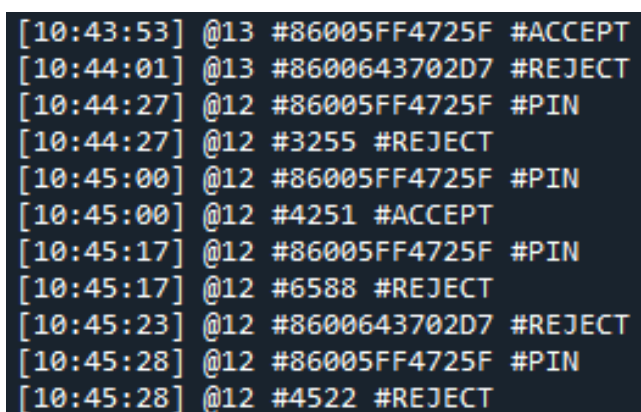 [10:43:53] @13 #86005FF4725F #ACCEPT
[10:44:01] @13 #8600643702D7 #REJECT
[10:44:27] @12 #86005FF4725F #PIN
[10:44:27] @12 #3255 #REJECT
[10:45:00] @12 #86005FF4725F #PIN
[10:45:00] @12 #4251 #ACCEPT
[10:45:17] @12 #86005FF4725F #PIN
[10:45:17] @12 #6588 #REJECT
[10:45:23] @12 #8600643702D7 #REJECT
[10:45:28] @12 #86005FF4725F #PIN
[10:45:28] @12 #4522 #REJECT